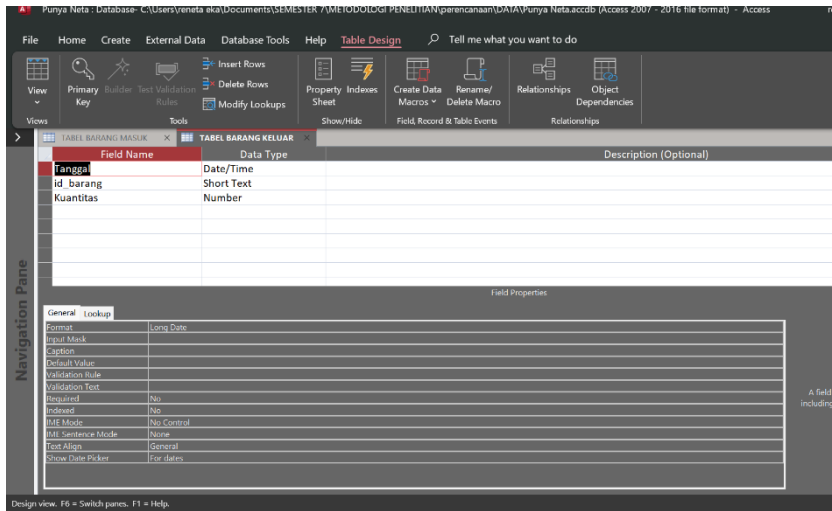 Punya Neta : Database- C:\Users\reneta eka\Documents\SEMESTER 7\METODOLOGI PENELITIAN\perencanaan\DATA\Punya Neta.accdb (Access 2007 - 2016 file format) - Access
File Home Create External Data Database Tools Help Table Design Tell me what you want to do
View
Primary Key
Builder
Test Validation Rules
Insert Rows
Delete Rows
Modify Lookups
Property Sheet
Indexes
Create Data Macros
Rename/ Delete Macro
Relationships
Object Dependencies
Views Tools Show/Hide Field, Record & Table Events Relationships
TABEL BARANG MASUK × TABEL BARANG KELUAR ×
Field Name Data Type Description (Optional)
Tanggal Date/Time
id_barang Short Text
Kuantitas Number
Navigation Pane
Field Properties
General Lookup
Format Long Date
Input Mask
Caption
Default Value
Validation Rule
Validation Text
Required No
Indexed No
IME Mode No Control
IME Sentence Mode None
Text Align General
Show Date Picker For dates
A field
including
Design view. F6 = Switch panes. F1 = Help.